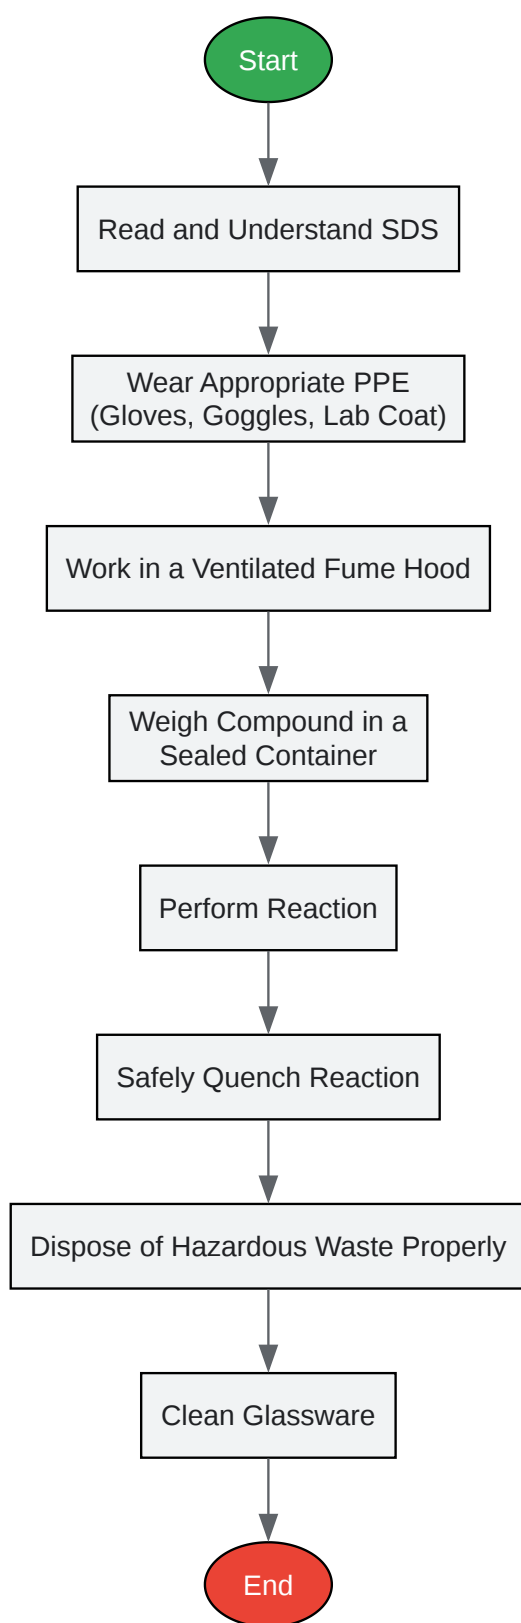 Start
Read and Understand SDS
Wear Appropriate PPE
(Gloves, Goggles, Lab Coat)
Work in a Ventilated Fume Hood
Weigh Compound in a
Sealed Container
Perform Reaction
Safely Quench Reaction
Dispose of Hazardous Waste Properly
Clean Glassware
End